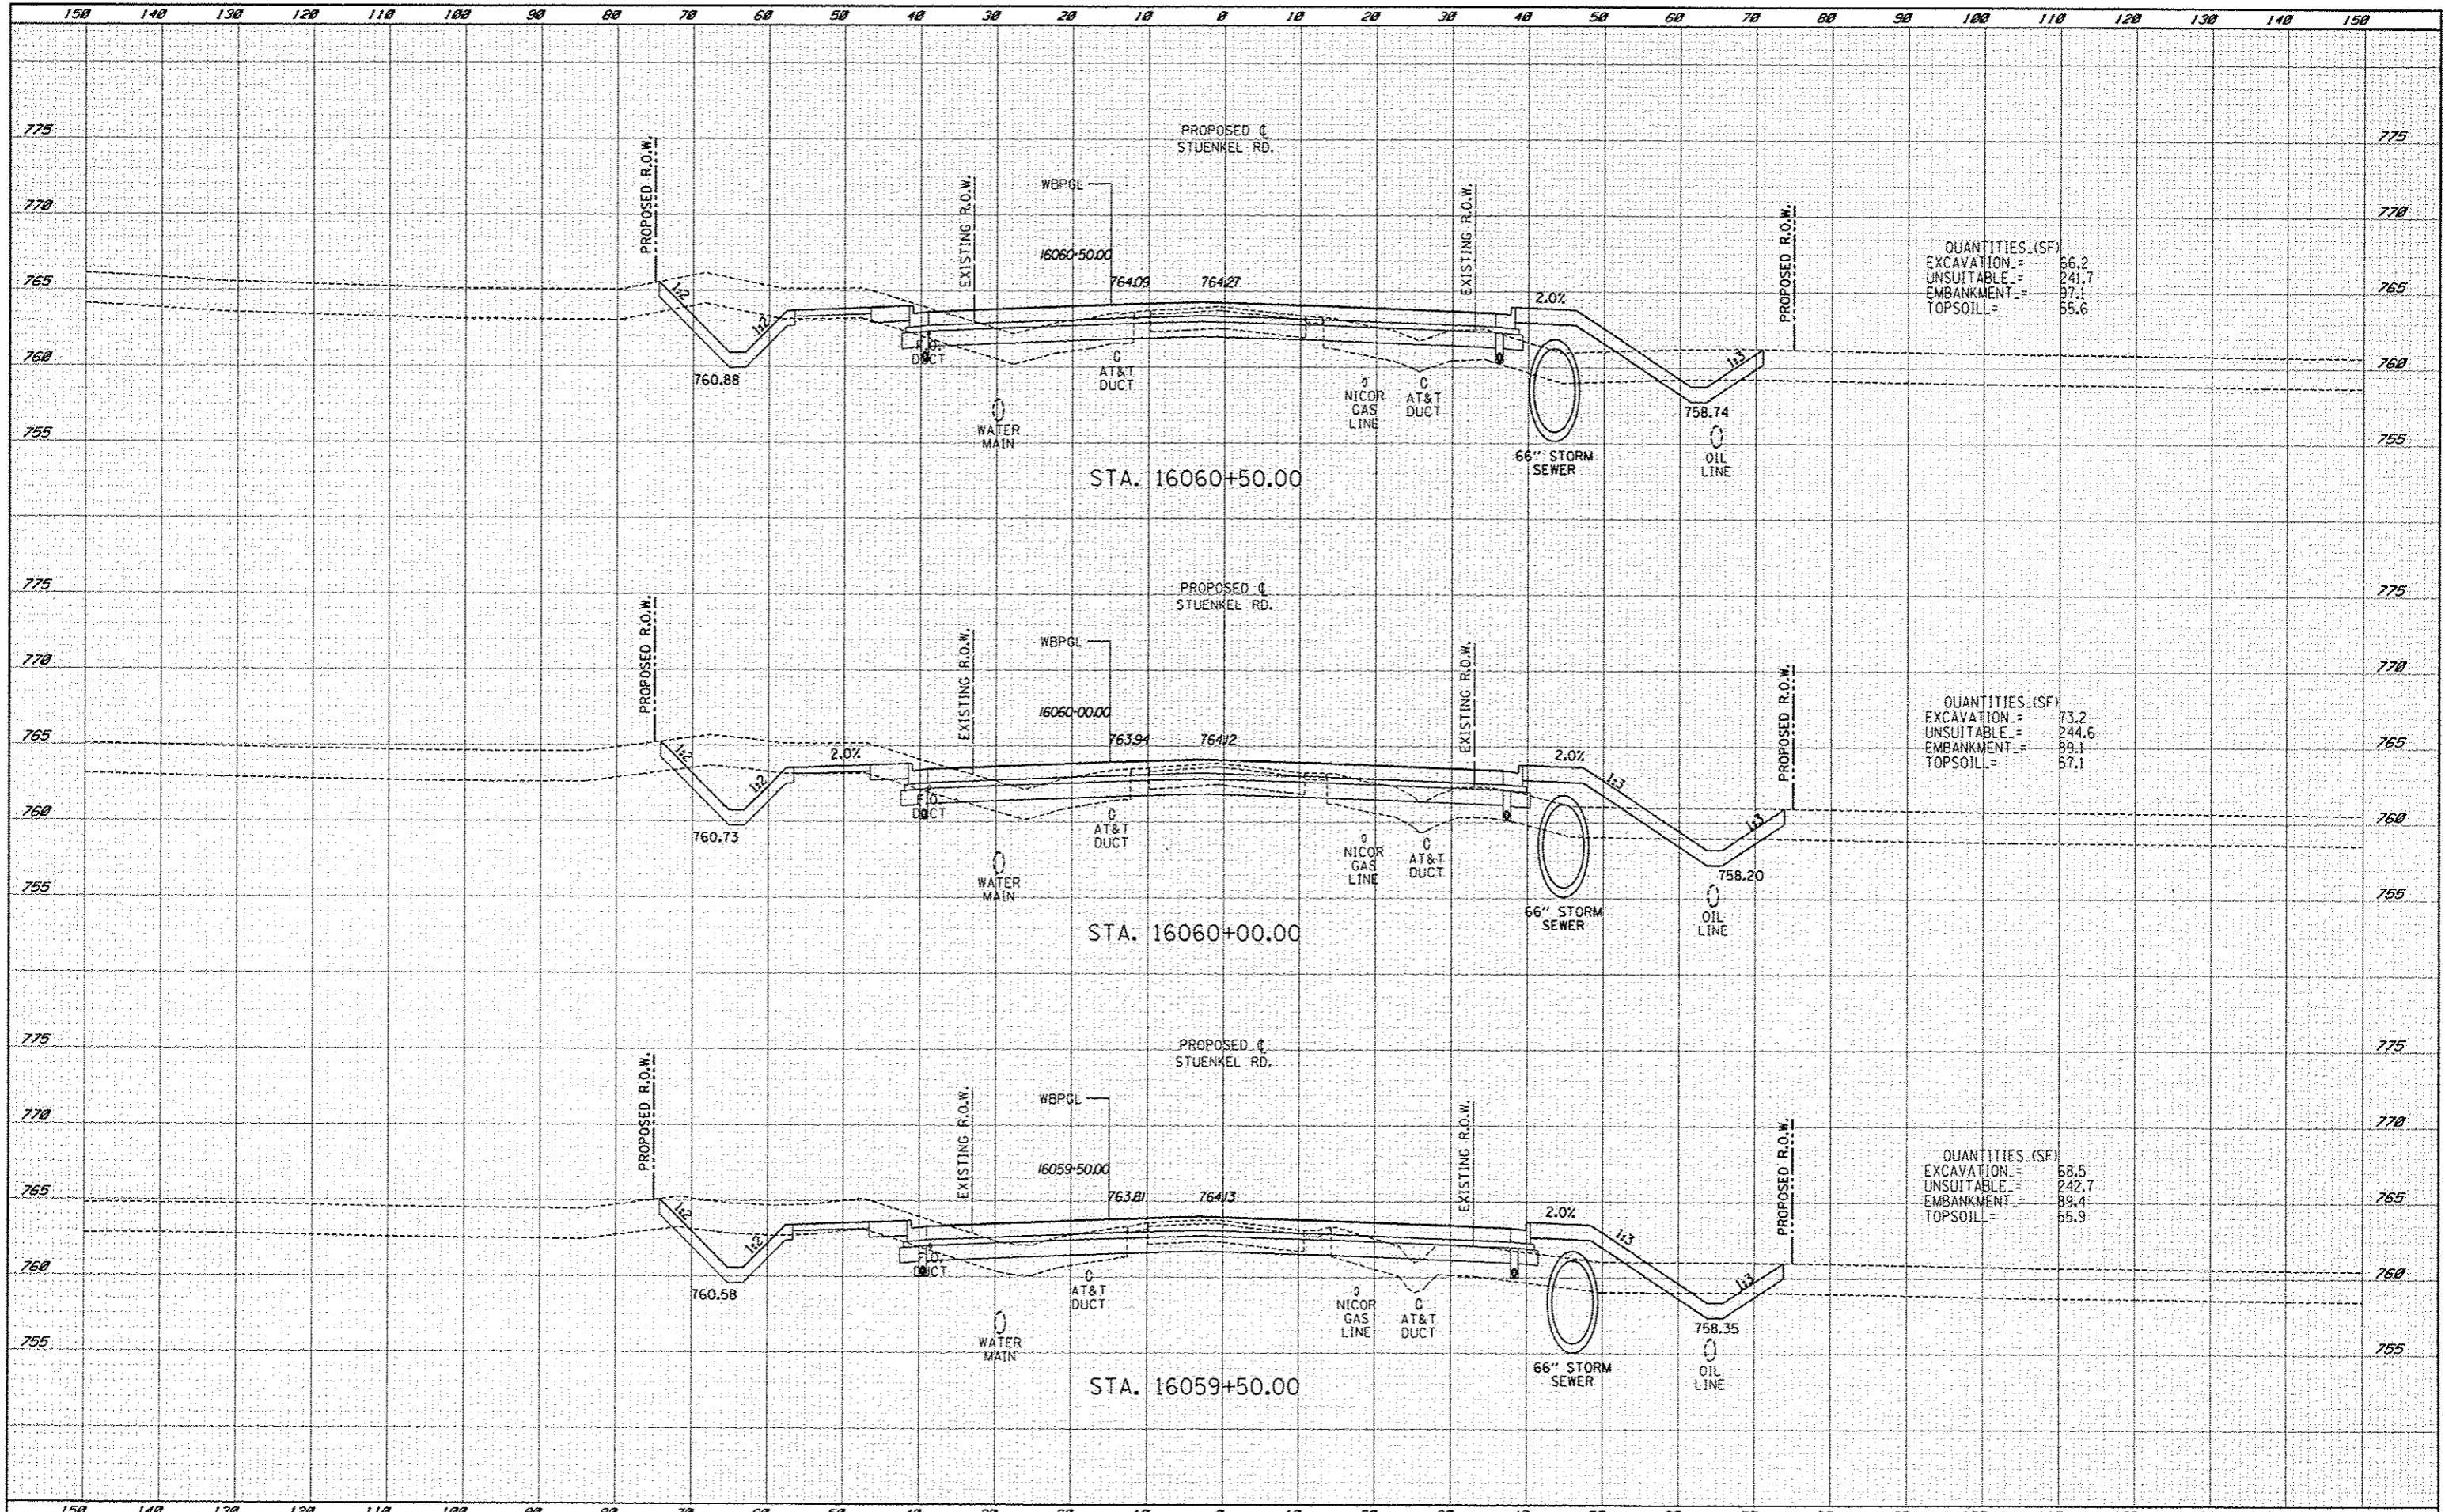 150 140 130 120 110 100 90 80 70 60 50 40 30 20 10 0 10 20 30 40 50 60 70 80 90 100 110 120 130 140 150
775 775
PROPOSED ℄
STUENKEL RD.
PROPOSED R.O.W.
EXISTING R.O.W.
WBPGL
EXISTING R.O.W.
PROPOSED R.O.W.
770 770
16060+50.00
764.09 764.27
QUANTITIES (SF)
EXCAVATION = 66.2
UNSUITABLE = 241.7
EMBANKMENT = 97.1
TOPSOIL = 55.6
765 765
1:2
1:2
2.0%
1:3
760 760
DUCT
760.88
AT&T
DUCT
NICOR
GAS
LINE
AT&T
DUCT
758.74
WATER
MAIN
755 755
66" STORM
SEWER
OIL
LINE
STA. 16060+50.00
775 775
PROPOSED ℄
STUENKEL RD.
PROPOSED R.O.W.
EXISTING R.O.W.
WBPGL
EXISTING R.O.W.
PROPOSED R.O.W.
770 770
16060+00.00
763.94 764.12
QUANTITIES (SF)
EXCAVATION = 73.2
UNSUITABLE = 244.6
EMBANKMENT = 89.1
TOPSOIL = 57.1
765 765
1:2
1:2
2.0%
2.0%
1:3
1:3
760 760
F.O.
DUCT
760.73
AT&T
DUCT
NICOR
GAS
LINE
AT&T
DUCT
758.20
WATER
MAIN
755 755
66" STORM
SEWER
OIL
LINE
STA. 16060+00.00
775 775
PROPOSED ℄
STUENKEL RD.
PROPOSED R.O.W.
EXISTING R.O.W.
WBPGL
EXISTING R.O.W.
PROPOSED R.O.W.
770 770
16059+50.00
763.81 764.13
QUANTITIES (SF)
EXCAVATION = 68.5
UNSUITABLE = 242.7
EMBANKMENT = 89.4
TOPSOIL = 55.9
765 765
1:2
1:2
2.0%
1:3
1:3
760 760
DUCT
760.58
AT&T
DUCT
NICOR
GAS
LINE
AT&T
DUCT
758.35
WATER
MAIN
755 755
66" STORM
SEWER
OIL
LINE
STA. 16059+50.00